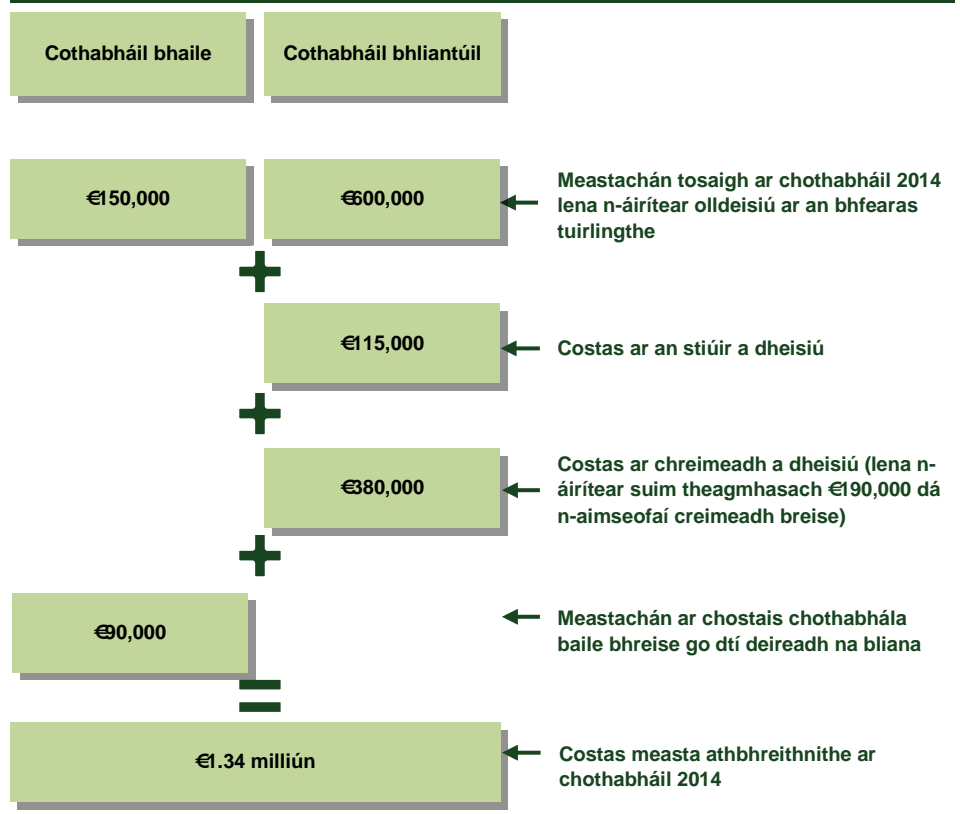 Cothabháil bhaile
Cothabháil bhliantúil
€150,000
€600,000
Meastachán tosaigh ar chothabháil 2014
lena n-áirítear olldeisiú ar an bhfearas
tuirlingthe
+
€115,000
Costas ar an stiúir a dheisiú
+
€380,000
Costas ar chreimeadh a dheisiú (lena n-
áirítear suim theagmhasach €190,000 dá
n-aimseofaí creimeadh breise)
+
€90,000
Meastachán ar chostais chothabhála
baile bhreise go dtí deireadh na bliana
=
€1.34 milliún
Costas measta athbhreithnithe ar
chothabháil 2014